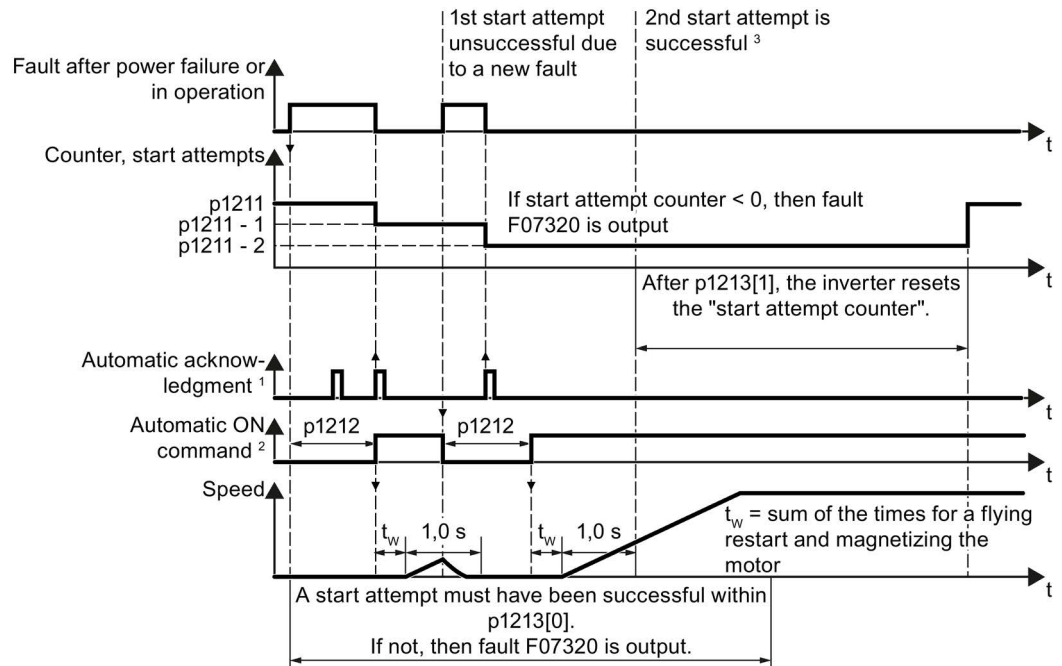 1st start attempt
unsuccessful due
to a new fault
2nd start attempt is
successful ³
Fault after power failure or
in operation
t
Counter, start attempts
p1211
p1211 - 1
p1211 - 2
If start attempt counter < 0, then fault
F07320 is output
t
After p1213[1], the inverter resets
the "start attempt counter".
Automatic acknow-
ledgment ¹
t
Automatic ON
command ²
p1212
p1212
t
Speed
t_w
1,0 s
t_w
1,0 s
t_w = sum of the times for a flying
restart and magnetizing the
motor
t
A start attempt must have been successful within
p1213[0].
If not, then fault F07320 is output.